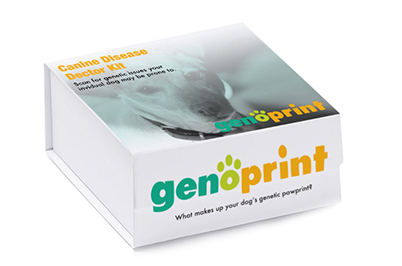 Canine Disease
Doctor Kit
Scan for genetic issues your
invidual dog may be prone to.
genoprint
genoprint
What makes up your dog's genetic pawprint?